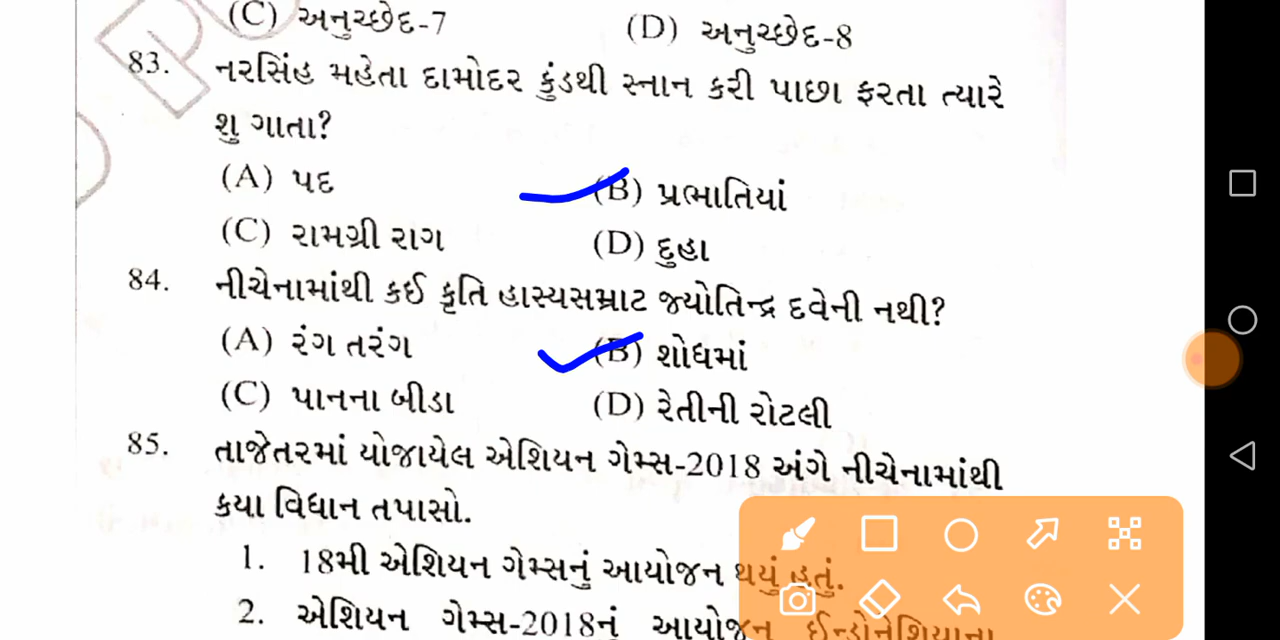 (C) અનુચ્છેદ-7 (D) અનુચ્છેદ-8
83. નરસિંહ મહેતા દામોદર કુંડથી સ્નાન કરી પાછા ફરતા ત્યારે
શુ ગાતા?
(A) પદ (B) પ્રભાતિયાં
(C) રામગ્રી રાગ (D) દુહા
84. નીચેનામાંથી કઈ કૃતિ હાસ્યસમ્રાટ જ્યોતિન્દ્ર દવેની નથી?
(A) રંગ તરંગ (B) શોધમાં
(C) પાનના બીડા (D) રેતીની રોટલી
85. તાજેતરમાં યોજાયેલ એશિયન ગેમ્સ-2018 અંગે નીચેનામાંથી
કયા વિધાન તપાસો.
1. 18મી એશિયન ગેમ્સનું આયોજન થયું હતું.
2. એશિયન ગેમ્સ-2018નું આયોજન ઈન્ડોનેશિયાના